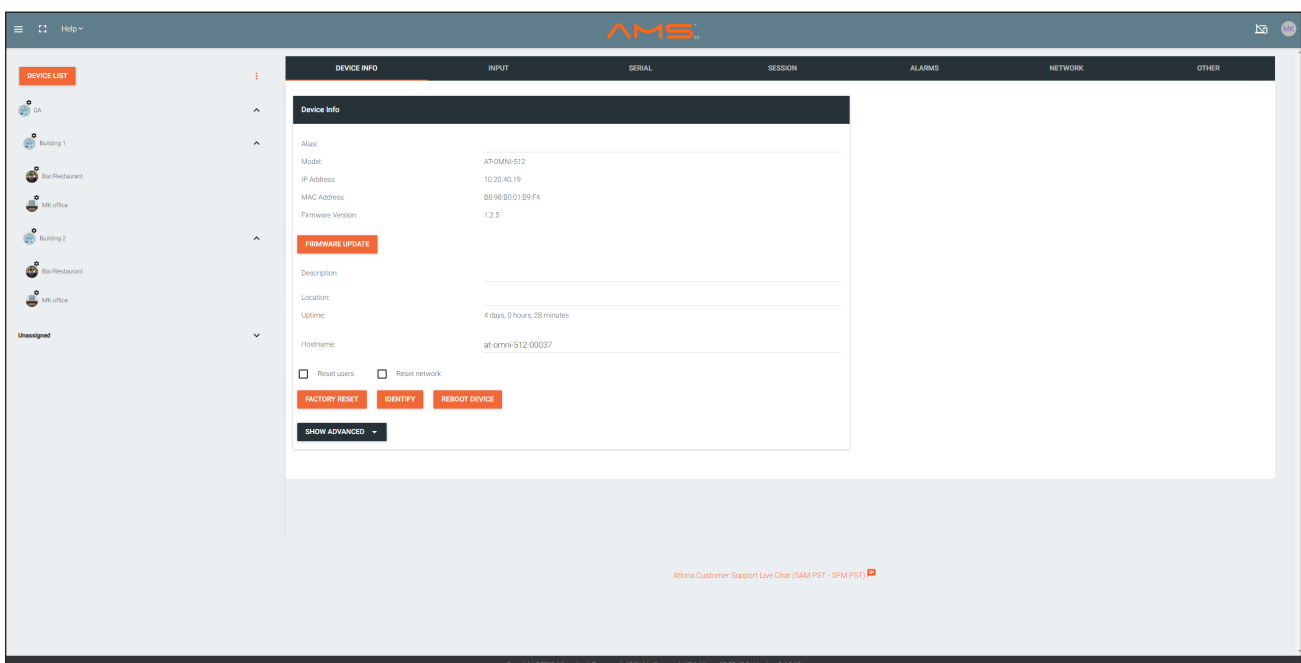 Help
AMS
MK
DEVICE LIST
QA
Building 1
Bar/Restaurant
MK office
Building 2
Bar/Restaurant
MK office
Unassigned
DEVICE INFO INPUT SERIAL SESSION ALARMS NETWORK OTHER
Device Info
Alias:
Model: AT-OMNI-512
IP Address 10.20.40.19
MAC Address B8:98:B0:01:B9:F4
Firmware Version: 1.2.5
FIRMWARE UPDATE
Description:
Location:
Uptime: 4 days, 0 hours, 28 minutes
Hostname: at-omni-512-00037
Reset users Reset network
FACTORY RESET IDENTIFY REBOOT DEVICE
SHOW ADVANCED
Atlona Customer Support Live Chat (5AM PST - 5PM PST)